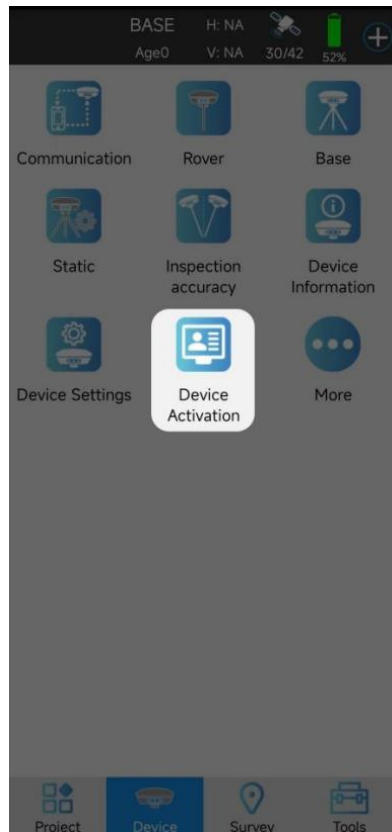 BASE H: NA
Age0 V: NA 30/42 52%
Communication Rover Base
Static Inspection accuracy Device Information
Device Settings Device Activation More
Project Device Survey Tools